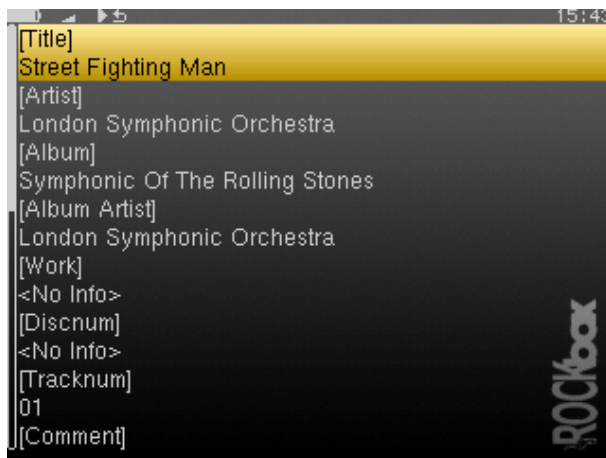 15:43
[Title]
Street Fighting Man
[Artist]
London Symphonic Orchestra
[Album]
Symphonic Of The Rolling Stones
[Album Artist]
London Symphonic Orchestra
[Work]
<No Info>
[Discnum]
<No Info>
[Tracknum]
01
[Comment]
ROCKbox